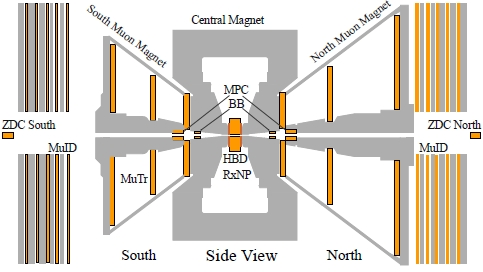 Central Magnet
South Muon Magnet
North Muon Magnet
MPC
BB
ZDC South
ZDC North
MuID
MuID
HBD
MuTr
RxNP
South
Side View
North